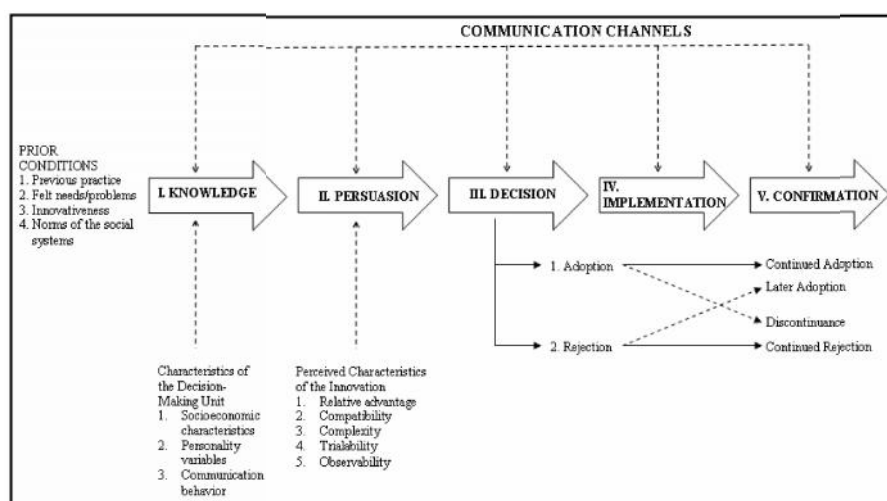 COMMUNICATION CHANNELS
PRIOR
CONDITIONS
1. Previous practice
2. Felt needs/problems
3. Innovativeness
4. Norms of the social
systems
I. KNOWLEDGE
II. PERSUASION
III. DECISION
IV.
IMPLEMENTATION
V. CONFIRMATION
1. Adoption
2. Rejection
Continued Adoption
Later Adoption
Discontinuance
Continued Rejection
Characteristics of
the Decision-
Making Unit
1. Socioeconomic
characteristics
2. Personality
variables
3. Communication
behavior
Perceived Characteristics
of the Innovation
1. Relative advantage
2. Compatibility
3. Complexity
4. Trialability
5. Observability